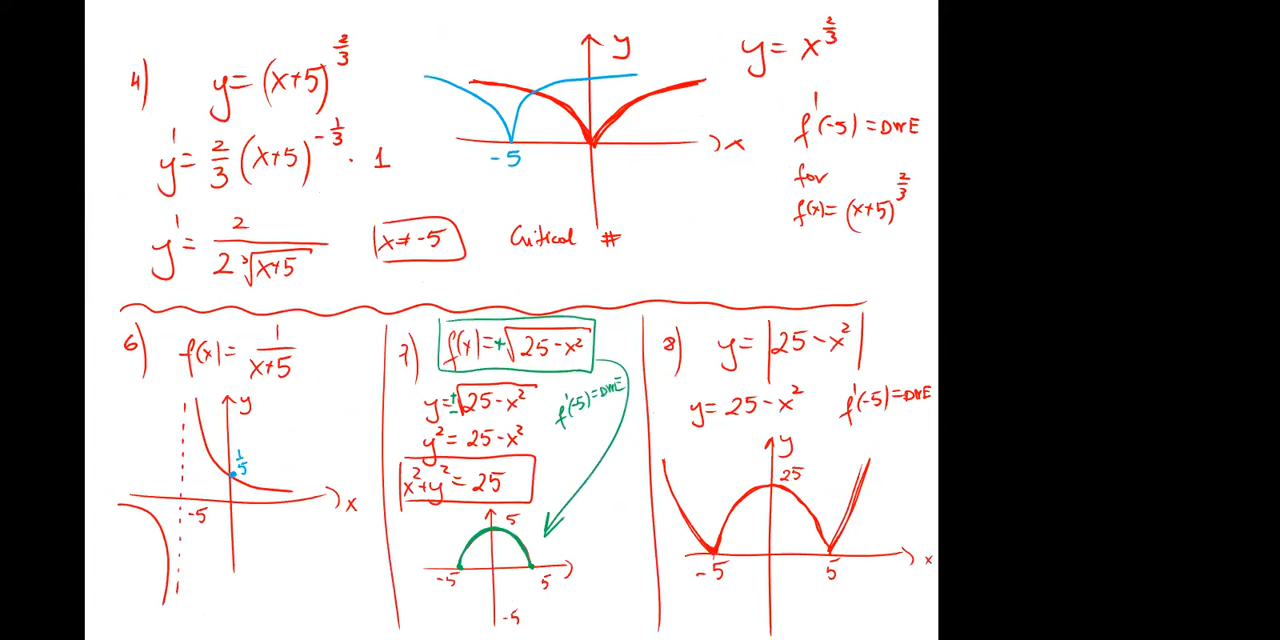 4) y = (x+5)^(2/3)
y' = 2/3 (x+5)^(-1/3) · 1
y' = 2 / (2 ∛(x+5))
x ≠ -5
Critical #
y
x
-5
y = x^(2/3)
f'(-5) = DNE
for
f(x) = (x+5)^(2/3)
6) f(x) = 1/(x+5)
y
1/5
-5
x
7) f(x) = +√(25 - x²)
y = ±√(25 - x²)
y² = 25 - x²
x² + y² = 25
f'(-5) = DNE
5
-5
5
-5
8) y = |25 - x²|
y = 25 - x²
f'(-5) = DNE
y
25
-5
5
x